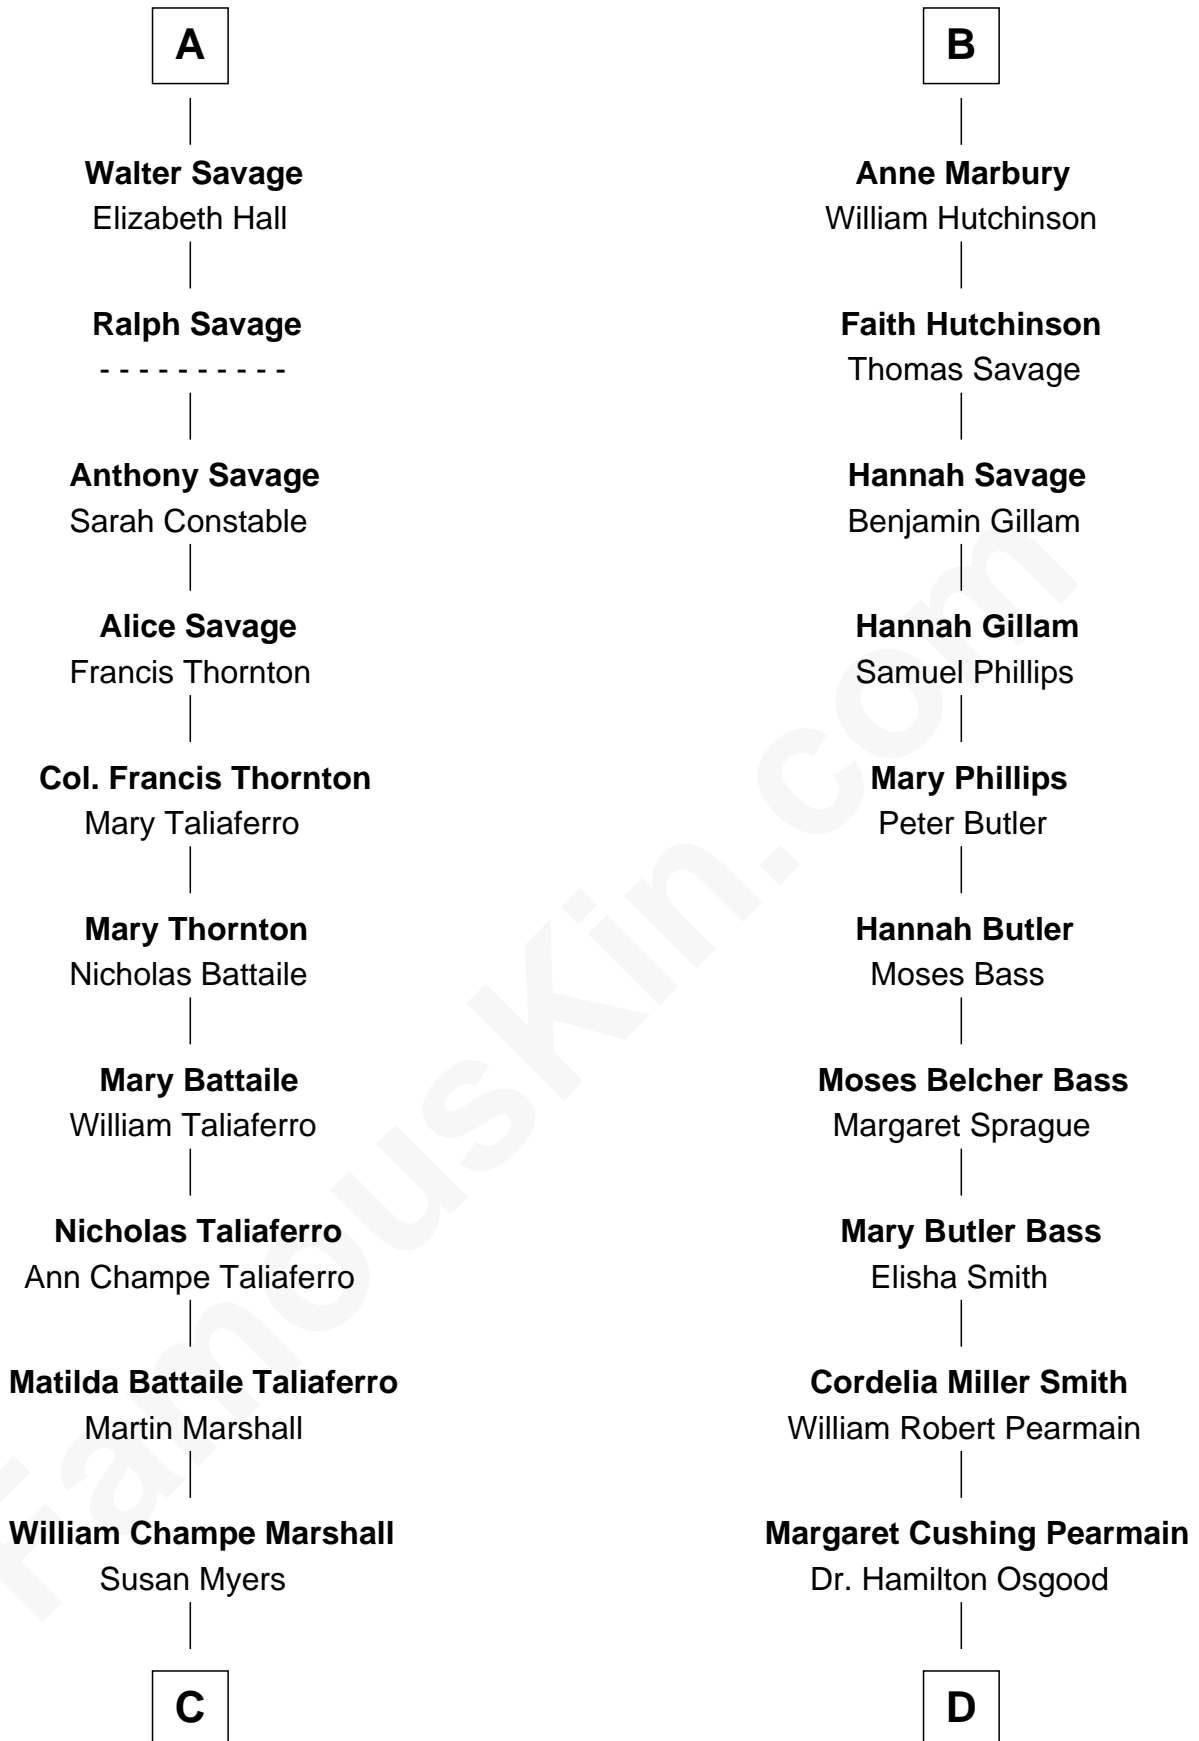 A
Walter Savage
Elizabeth Hall
Ralph Savage
- - - - - - - - - -
Anthony Savage
Sarah Constable
Alice Savage
Francis Thornton
Col. Francis Thornton
Mary Taliaferro
Mary Thornton
Nicholas Battaile
Mary Battaile
William Taliaferro
Nicholas Taliaferro
Ann Champe Taliaferro
Matilda Battaile Taliaferro
Martin Marshall
William Champe Marshall
Susan Myers
C
B
Anne Marbury
William Hutchinson
Faith Hutchinson
Thomas Savage
Hannah Savage
Benjamin Gillam
Hannah Gillam
Samuel Phillips
Mary Phillips
Peter Butler
Hannah Butler
Moses Bass
Moses Belcher Bass
Margaret Sprague
Mary Butler Bass
Elisha Smith
Cordelia Miller Smith
William Robert Pearmain
Margaret Cushing Pearmain
Dr. Hamilton Osgood
D
FamousKin.com